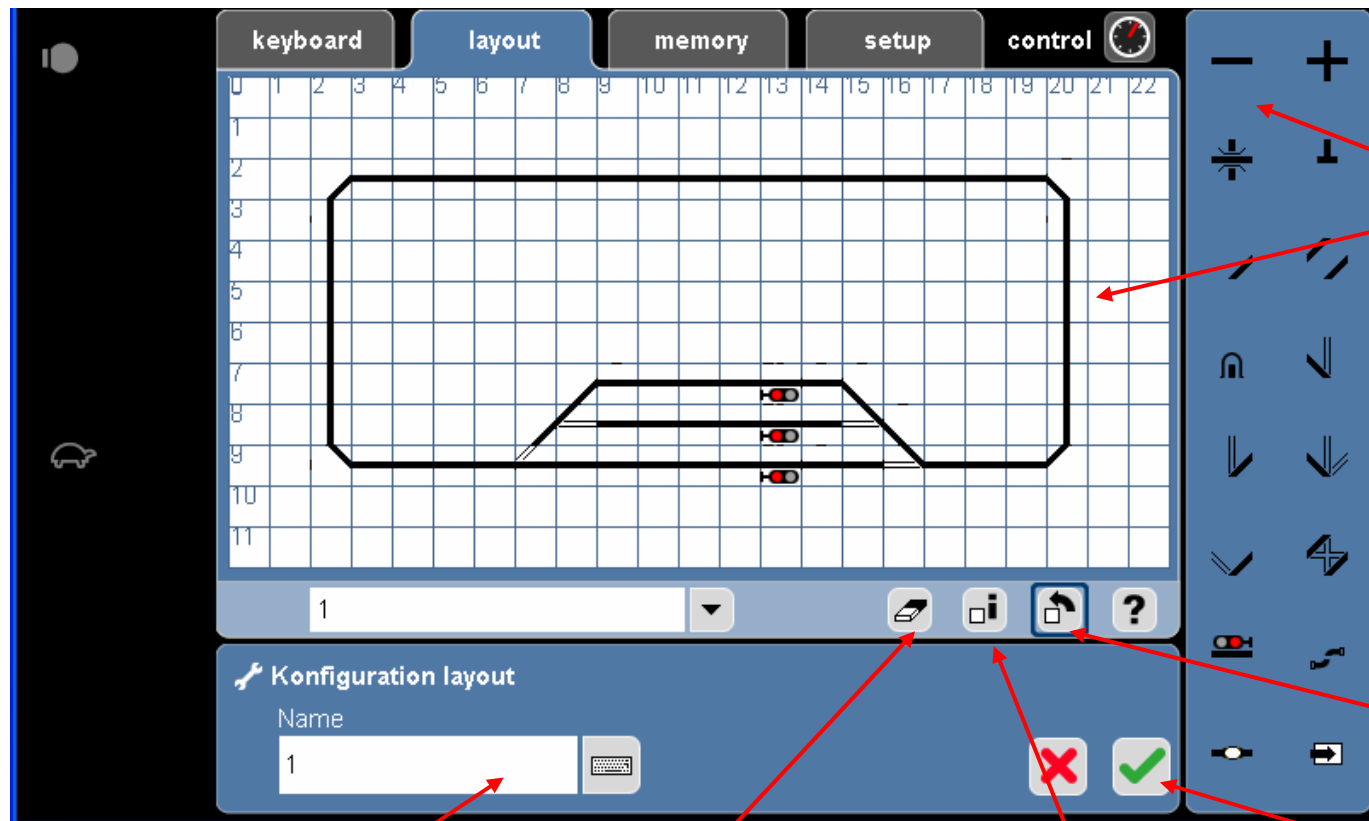 keyboard layout memory setup control
0 1 2 3 4 5 6 7 8 9 10 11 12 13 14 15 16 17 18 19 20 21 22
1
2
3
4
5
6
7
8
9
10
11
1
i ?
Konfiguration layout
Name
1